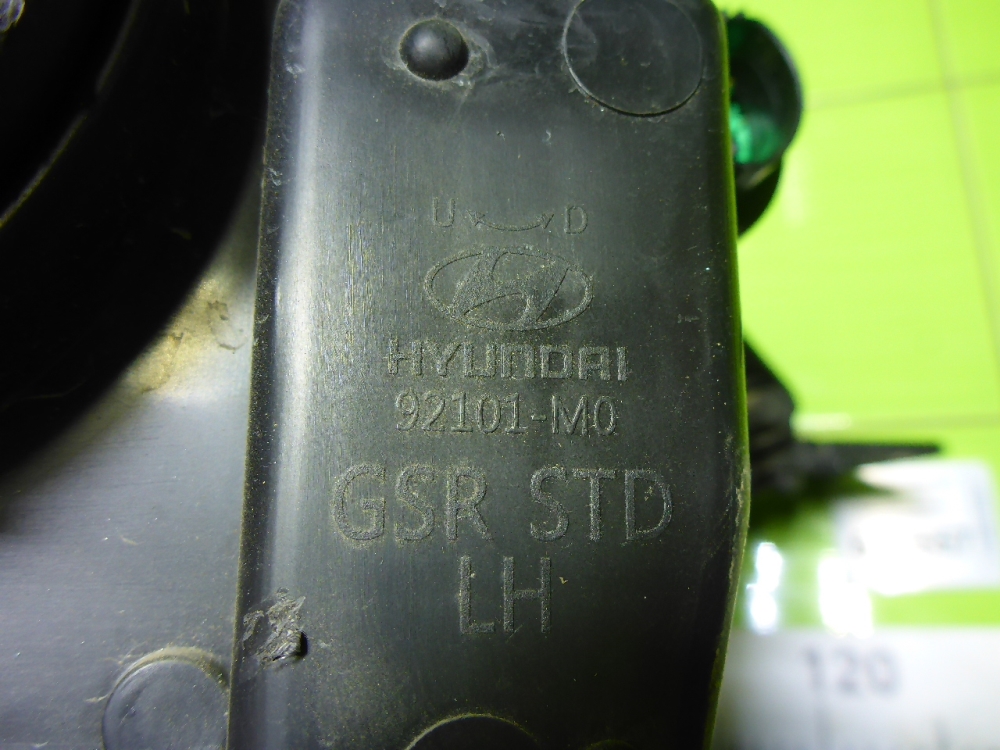 U D
HYUNDAI
92101-M0
GSR STD
LH
120